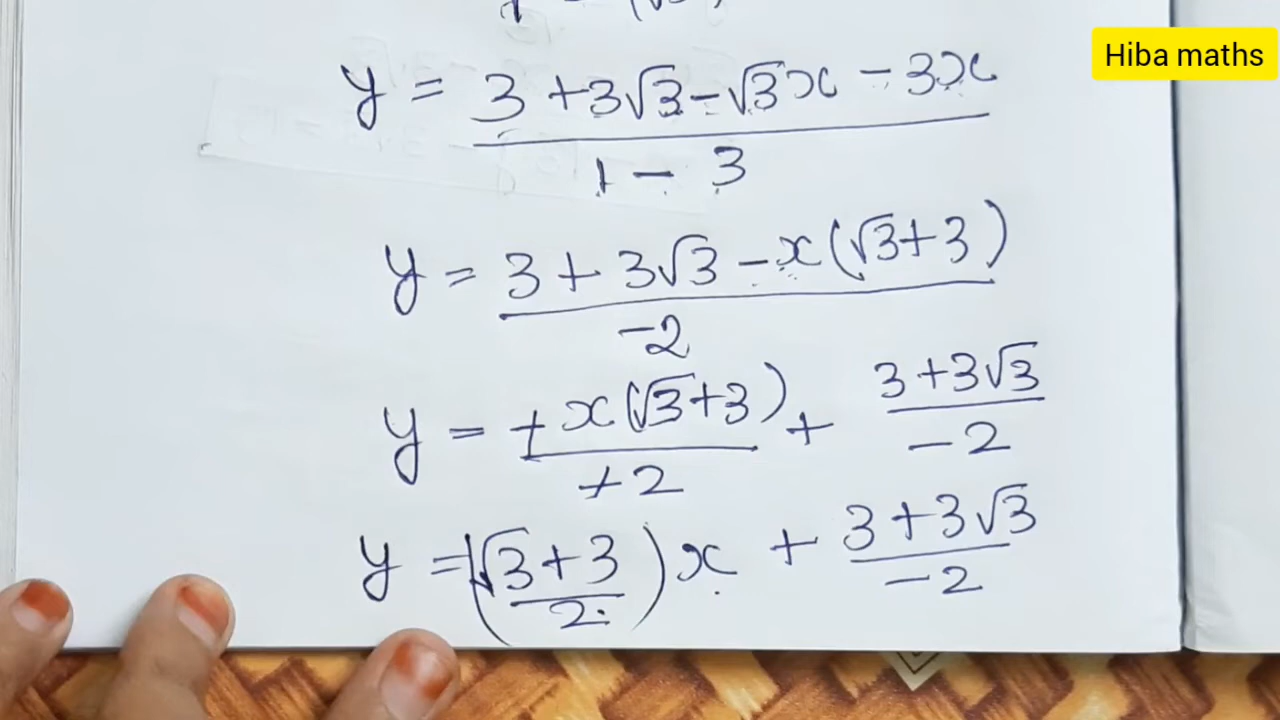 Hiba maths
y = 3 + 3√3 - √3x - 3x
1 - 3
y = 3 + 3√3 - x(√3 + 3)
-2
y = + x(√3 + 3) + 3 + 3√3
+2 -2
y = (√3 + 3) x + 3 + 3√3
2 -2